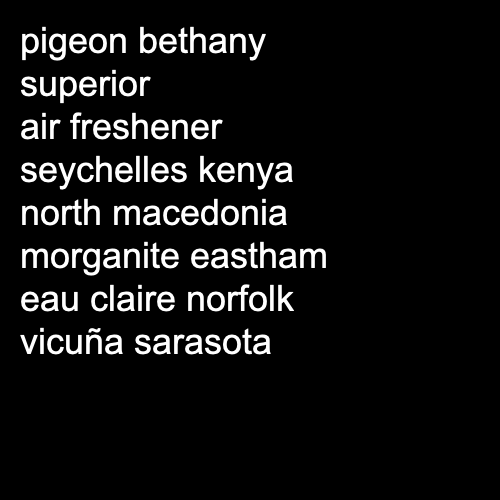 pigeon bethany
superior
air freshener
seychelles kenya
north macedonia
morganite eastham
eau claire norfolk
vicuña sarasota